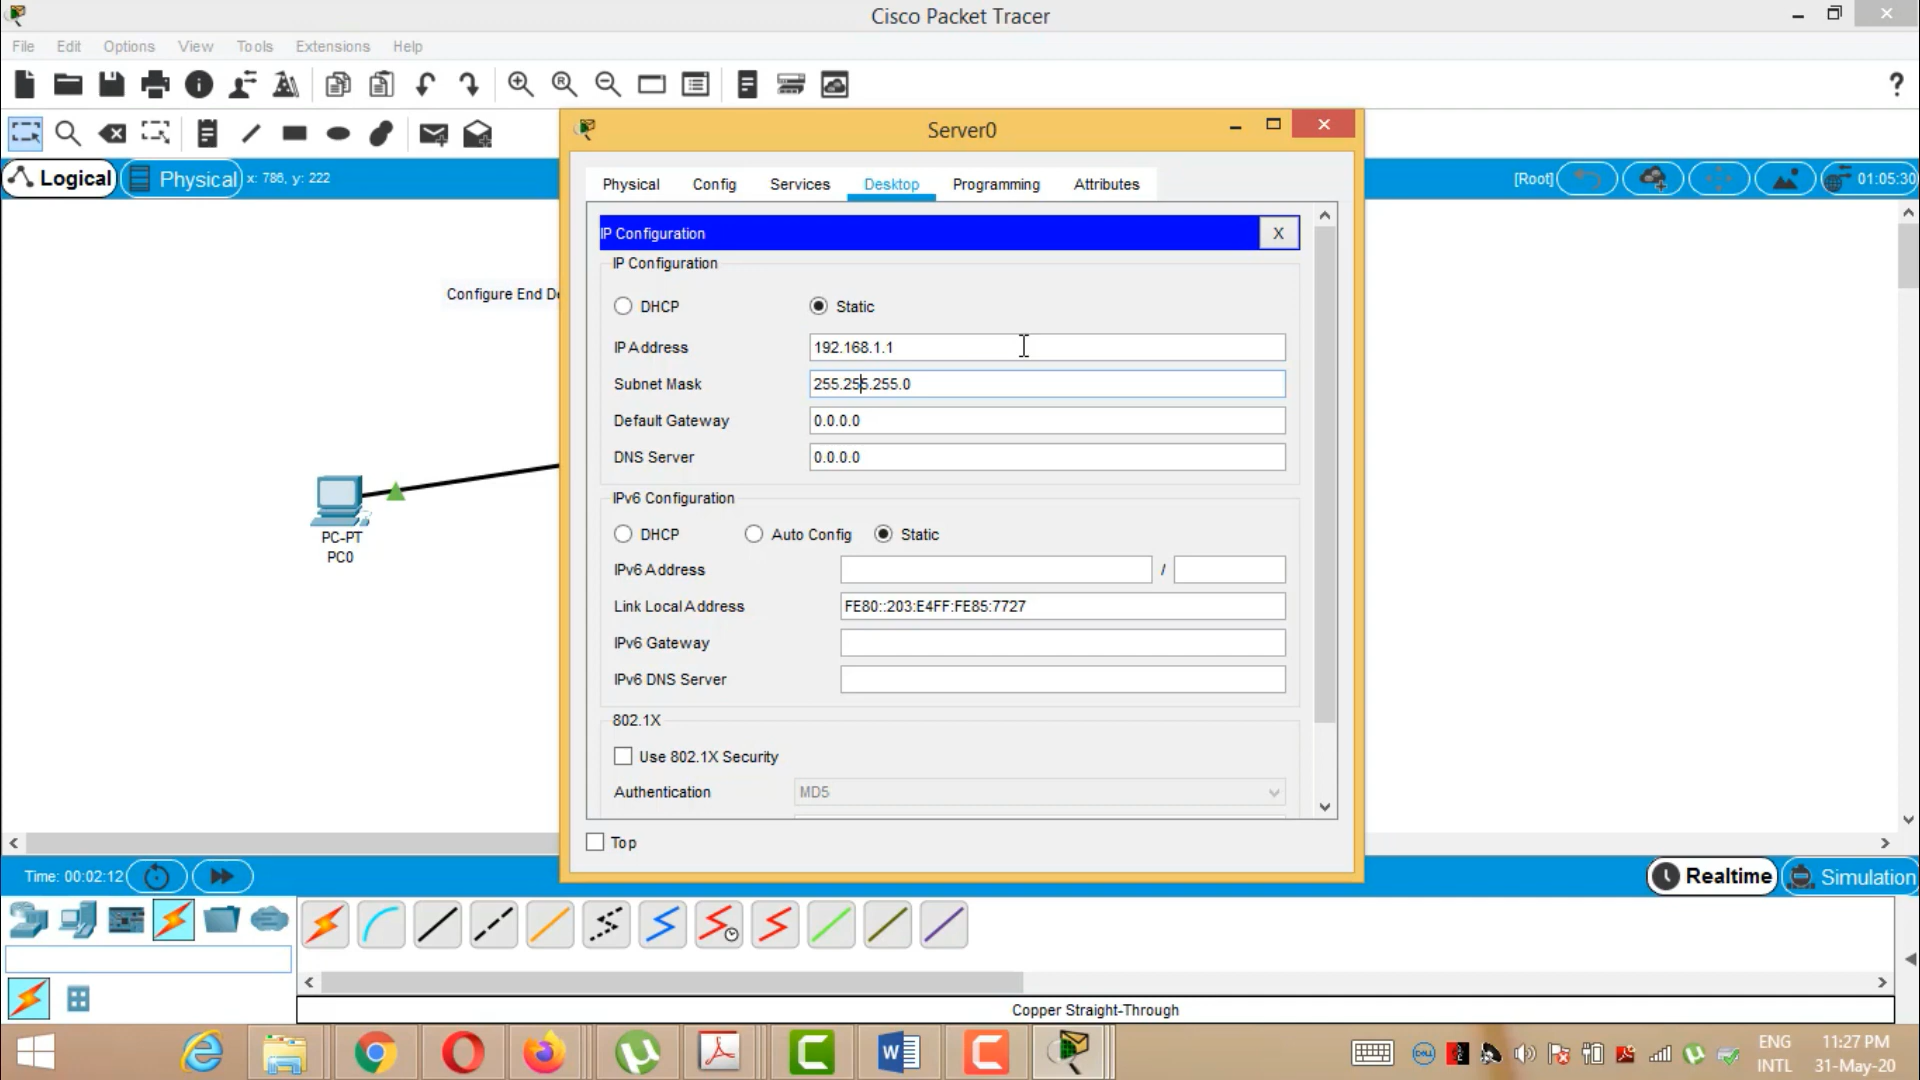 Cisco Packet Tracer
File Edit Options View Tools Extensions Help
?
Logical Physical x: 786, y: 222
[Root] 01:05:30
Server0
Physical Config Services Desktop Programming Attributes
IP Configuration X
IP Configuration
DHCP Static
IP Address 192.168.1.1
Subnet Mask 255.255.255.0
Default Gateway 0.0.0.0
DNS Server 0.0.0.0
IPv6 Configuration
DHCP Auto Config Static
IPv6 Address /
Link Local Address FE80::203:E4FF:FE85:7727
IPv6 Gateway
IPv6 DNS Server
802.1X
Use 802.1X Security
Authentication MD5
Top
Configure End
PC-PT
PC0
Time: 00:02:12
Realtime Simulation
Copper Straight-Through
ENG 11:27 PM
INTL 31-May-20